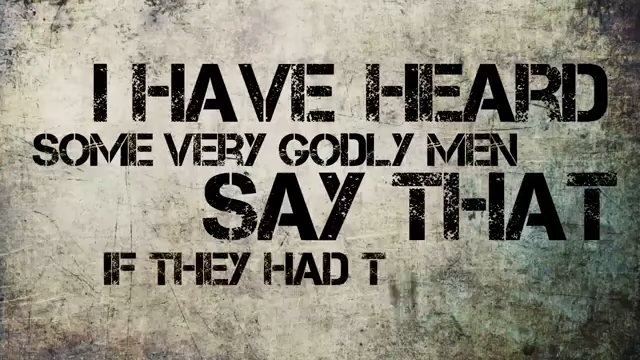 I HAVE HEARD
SOME VERY GODLY MEN
SAY THAT
IF THEY HAD T